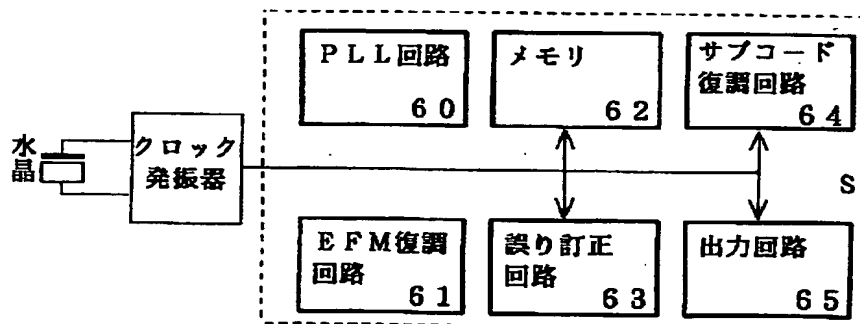 水晶
クロック
発振器
PLL回路
60
メモリ
62
サブコード
復調回路
64
S
EFM復調
回路
61
誤り訂正
回路
63
出力回路
65